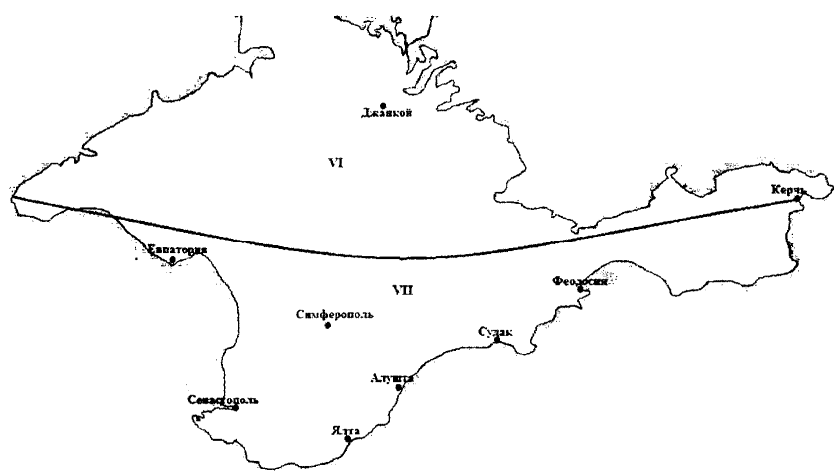 Джанкой
VI
Керчь
Евпатория
Феодосия
VII
Симферополь
Судак
Алушта
Севастополь
Ялта